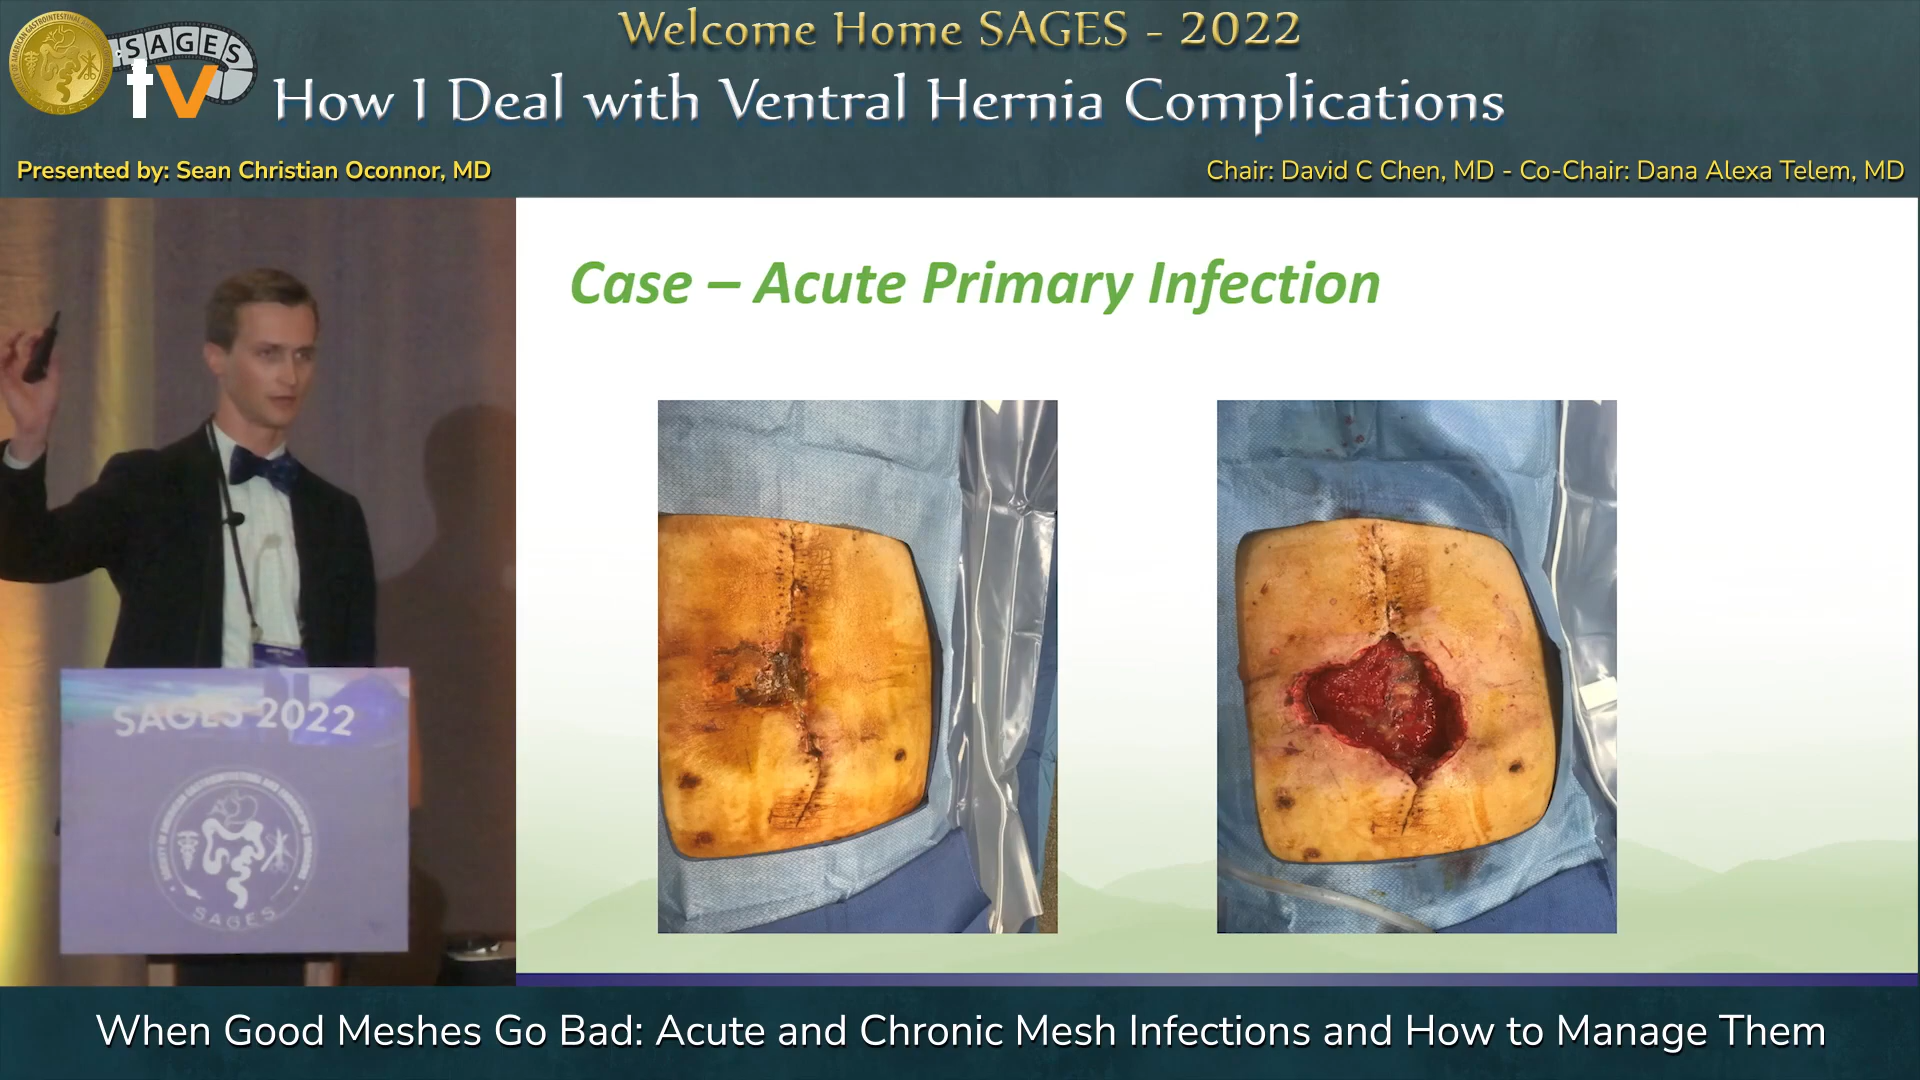 Welcome Home SAGES - 2022
SAGES
tv
How I Deal with Ventral Hernia Complications
Presented by: Sean Christian Oconnor, MD
Chair: David C Chen, MD - Co-Chair: Dana Alexa Telem, MD
Case – Acute Primary Infection
SAGES 2022
SAGES
When Good Meshes Go Bad: Acute and Chronic Mesh Infections and How to Manage Them